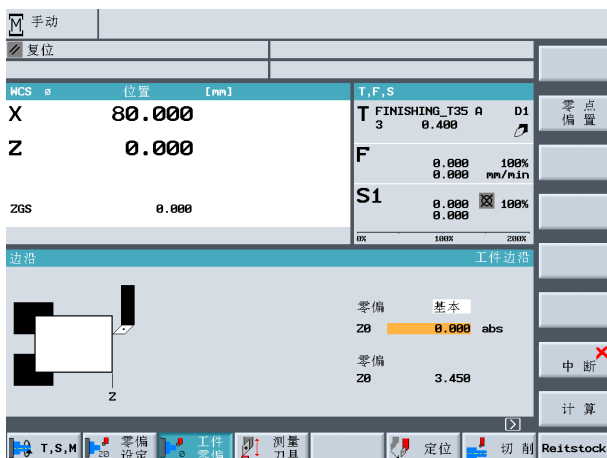 M 手动
复位
WCS ø 位置 [mm]
X 80.000
Z 0.000
ZGS 0.000
T,F,S
T FINISHING_T35 A D1
3 0.400
F 0.000 100%
0.000 mm/min
S1 0.000 100%
0.000
0% 100% 200%
零点
偏置
边沿 工件边沿
零偏 基本
Z0 0.000 abs
零偏
Z0 3.450
Z
中断
计算
T,S,M
Z0 零偏
设定
0 工件
零偏
测量
刀具
定位
切削
Reitstock